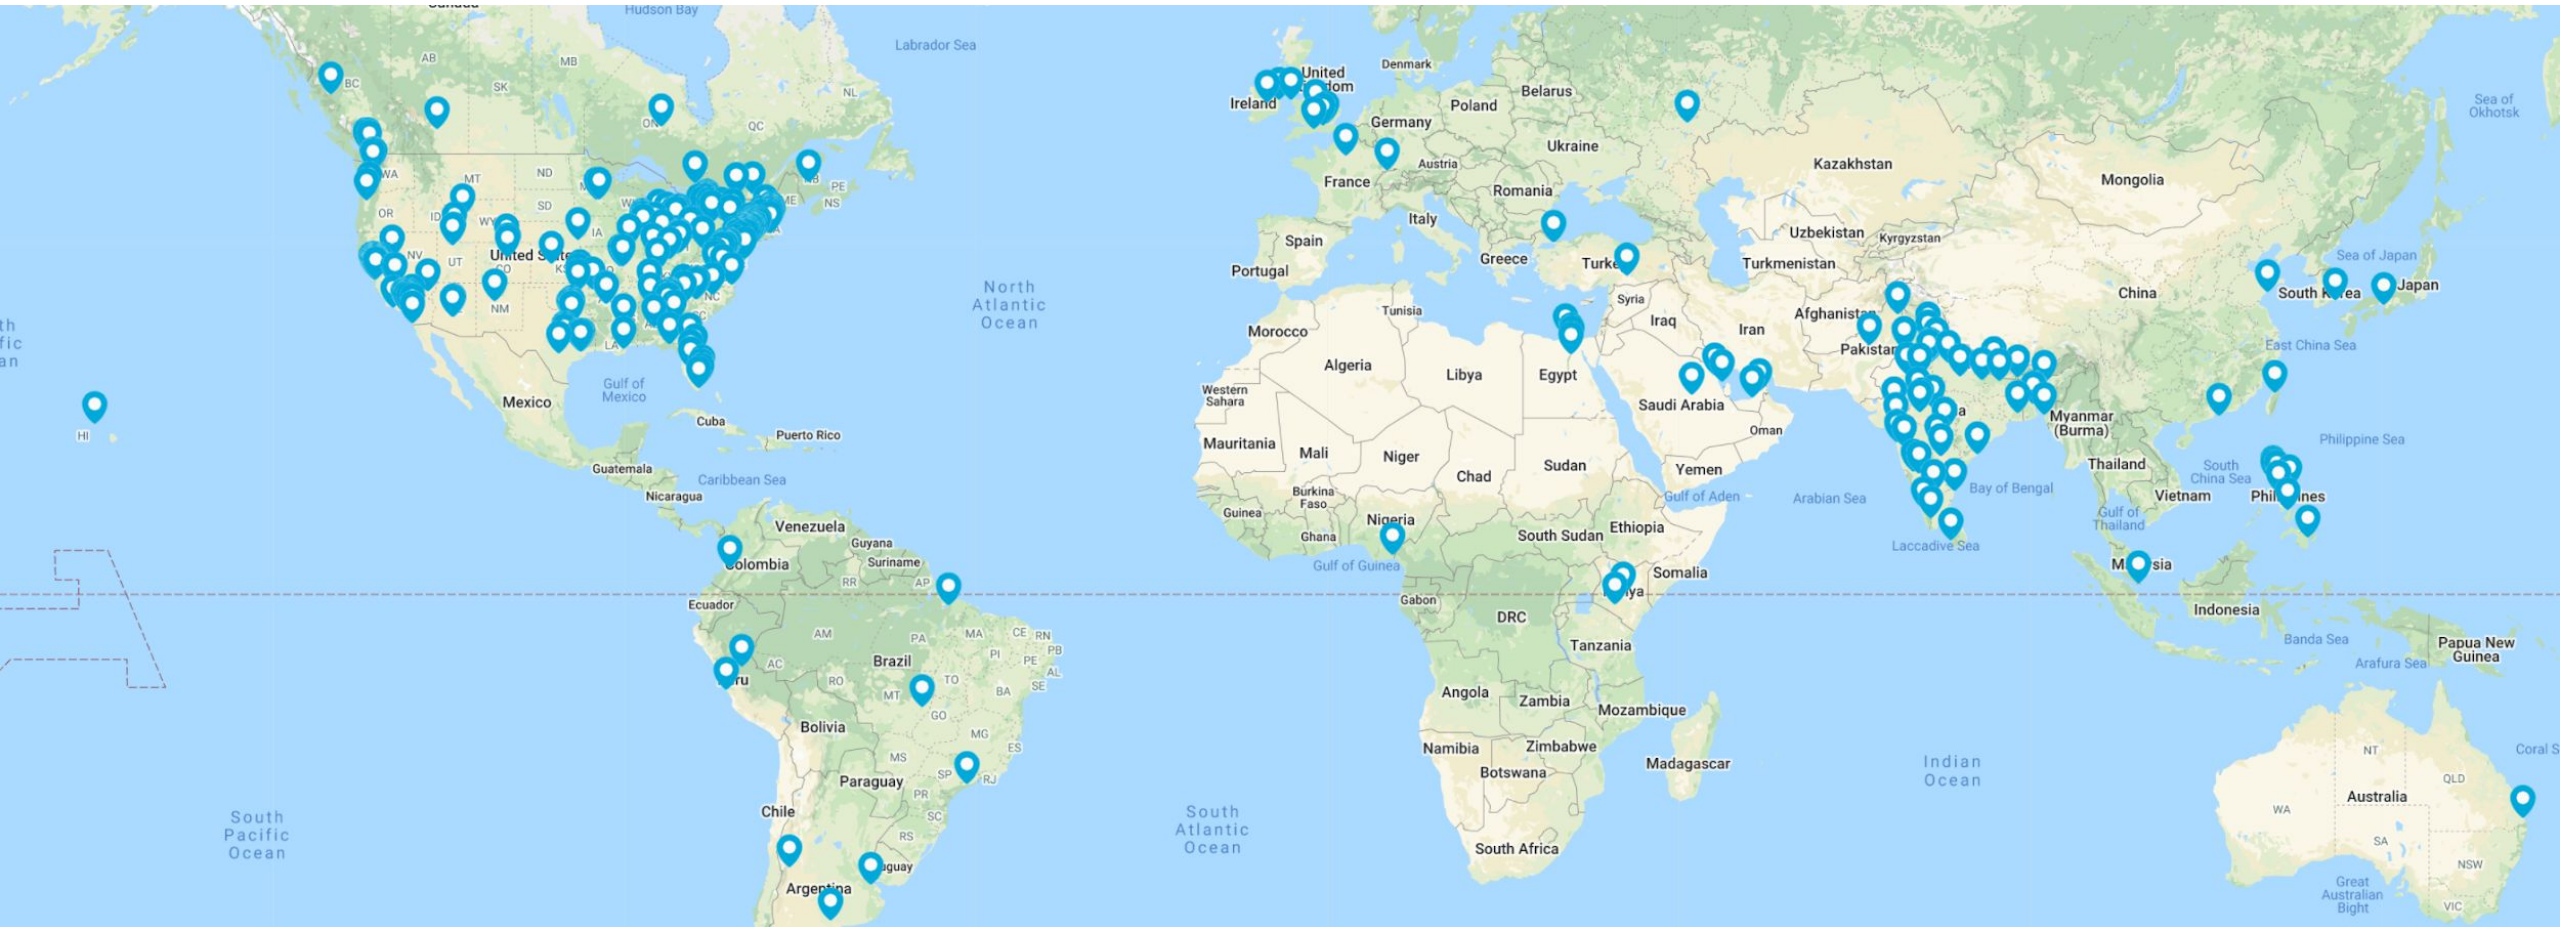 Hudson Bay
Labrador Sea
AB
MB
BC
SK
NL
QC
PE
NS
MT
ND
SD
OR
WY
IA
NV
UT
CO
NM
NC
United
HI
Mexico
Gulf of
Mexico
Cuba
Puerto Rico
Guatemala
Caribbean Sea
Nicaragua
Venezuela
Guyana
Suriname
Colombia
RR
AP
Ecuador
AM
PA
MA
CE
RN
PB
PI
PE
AL
SE
AC
Brazil
RO
TO
BA
MT
GO
Bolivia
MG
ES
MS
SP
RJ
Paraguay
PR
SC
Chile
RS
Argentina
North
Atlantic
Ocean
South
Pacific
Ocean
South
Atlantic
Ocean
United
Ireland
Denmark
Belarus
Poland
Germany
Ukraine
Austria
France
Romania
Italy
Spain
Portugal
Greece
Kazakhstan
Mongolia
Uzbekistan
Kyrgyzstan
Turkmenistan
Syria
Iraq
Iran
Afghanistan
China
Tunisia
Morocco
Algeria
Libya
Egypt
Western
Sahara
Saudi Arabia
Oman
Yemen
Mauritania
Mali
Niger
Chad
Sudan
Burkina
Faso
Guinea
Ghana
Nigeria
Gulf of Aden
Ethiopia
South Sudan
Somalia
Gulf of Guinea
Gabon
DRC
Tanzania
Angola
Zambia
Mozambique
Namibia
Zimbabwe
Botswana
Madagascar
South Africa
Arabian Sea
Bay of Bengal
Laccadive Sea
Indian
Ocean
Myanmar
(Burma)
Thailand
Vietnam
Gulf of
Thailand
South
China Sea
Philippine Sea
East China Sea
Sea of Japan
Japan
Sea of
Okhotsk
Indonesia
Banda Sea
Arafura Sea
Papua New
Guinea
Coral S
NT
QLD
Australia
WA
SA
NSW
Great
Australian
Bight
VIC